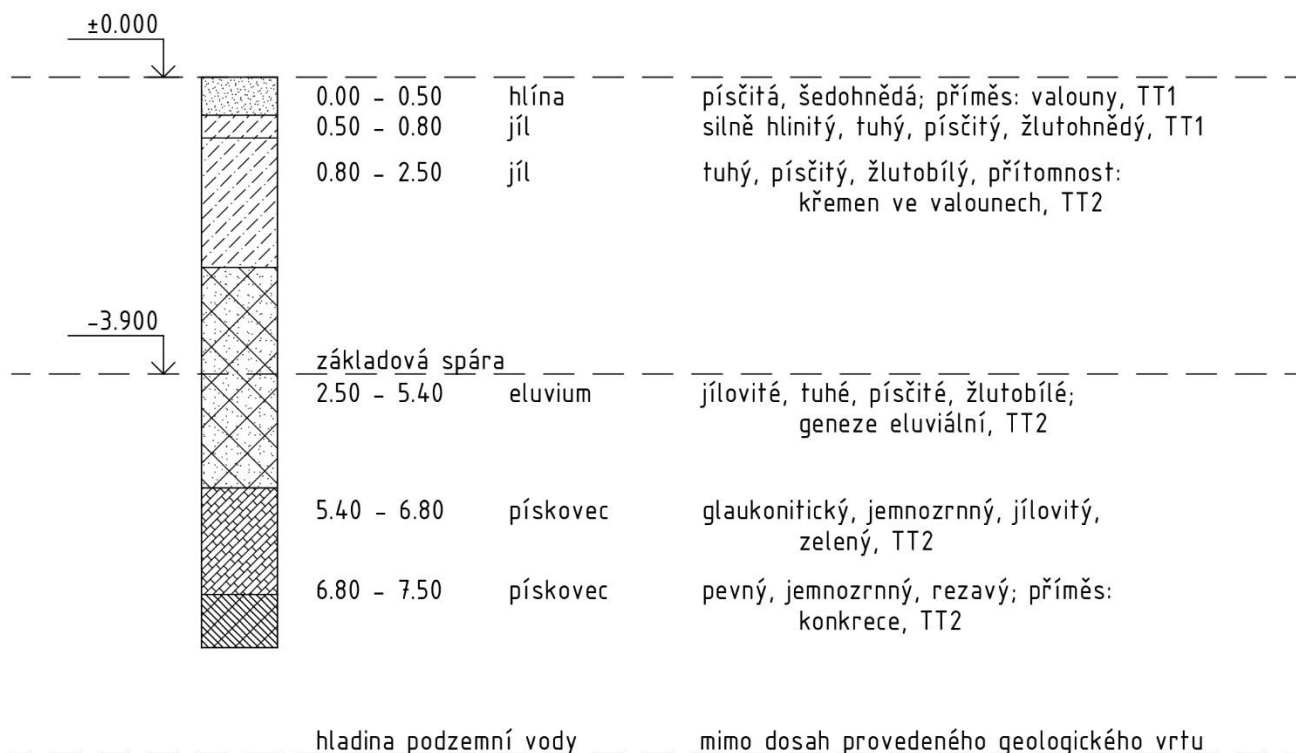 ±0.000
0.00 - 0.50 hlína písčitá, šedohnědá; příměs: valouny, TT1
0.50 - 0.80 jíl silně hlinitý, tuhý, písčitý, žlutohnědý, TT1
0.80 - 2.50 jíl tuhý, písčitý, žlutobílý, přítomnost:
křemen ve valounech, TT2
-3.900
základová spára
2.50 - 5.40 eluvium jílovité, tuhé, písčité, žlutobílé;
geneze eluviální, TT2
5.40 - 6.80 pískovec glaukonitický, jemnozrnný, jílovitý,
zelený, TT2
6.80 - 7.50 pískovec pevný, jemnozrnný, rezavý; příměs:
konkrece, TT2
hladina podzemní vody mimo dosah provedeného geologického vrtu